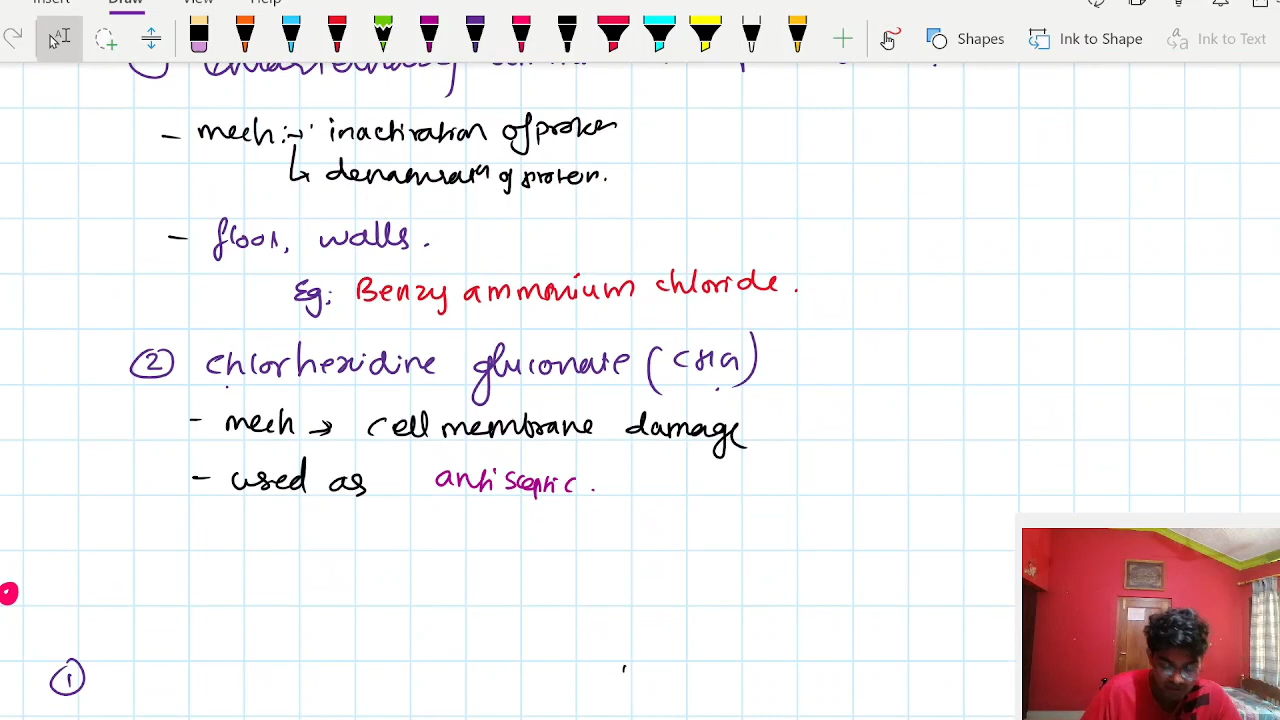 Insert Draw View Help
Shapes Ink to Shape Ink to Text
- mech: → inactivation of protein
↳ denaturatn of protein.
- floor, walls.
Eg: Benzy ammonium chloride.
② chlorhexidine gluconate (CHG)
- mech → cell membrane damage
- used as antiseptic.
①